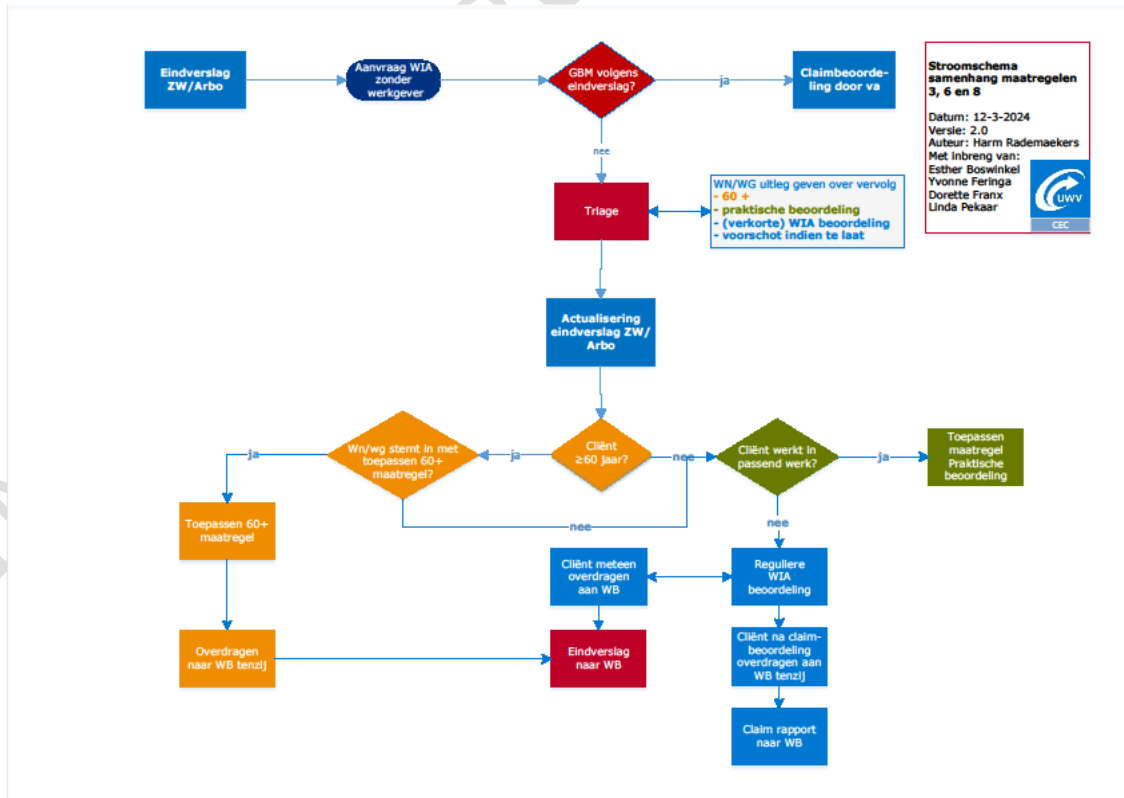 Eindverslag
ZW/Arbo
Aanvraag WIA
zonder
werkgever
GBM volgens
eindverslag?
ja
Claimbeoorde-
ling door va
Stroomschema
samenhang maatregelen
3, 6 en 8
Datum: 12-3-2024
Versie: 2.0
Auteur: Harm Rademaekers
Met inbreng van:
Esther Boswinkel
Yvonne Feringa
Dorette Franx
Linda Pekaar
UWV
CEC
nee
Triage
WN/WG uitleg geven over vervolg
- 60 +
- praktische beoordeling
- (verkorte) WIA beoordeling
- voorschot indien te laat
Actualisering
eindverslag ZW/
Arbo
ja
Wn/wg stemt in met
toepassen 60+
maatregel?
ja
Cliënt
≥60 jaar?
nee
Cliënt werkt in
passend werk?
ja
Toepassen
maatregel
Praktische
beoordeling
nee
nee
Toepassen 60+
maatregel
Cliënt meteen
overdragen
aan WB
Reguliere
WIA
beoordeling
Overdragen
naar WB tenzij
Eindverslag
naar WB
Cliënt na claim-
beoordeling
overdragen aan
WB tenzij
Claim rapport
naar WB